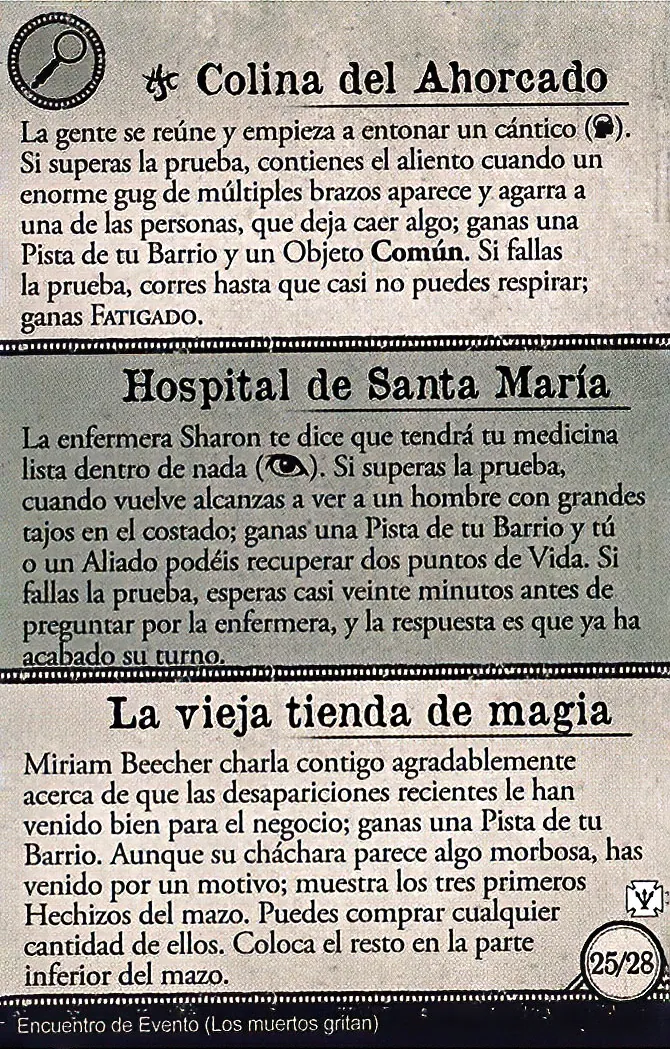 Colina del Ahorcado
La gente se reúne y empieza a entonar un cántico ().
Si superas la prueba, contienes el aliento cuando un
enorme gug de múltiples brazos aparece y agarra a
una de las personas, que deja caer algo; ganas una
Pista de tu Barrio y un Objeto Común. Si fallas
la prueba, corres hasta que casi no puedes respirar;
ganas FATIGADO.
Hospital de Santa María
La enfermera Sharon te dice que tendrá tu medicina
lista dentro de nada (). Si superas la prueba,
cuando vuelve alcanzas a ver a un hombre con grandes
tajos en el costado; ganas una Pista de tu Barrio y tú
o un Aliado podéis recuperar dos puntos de Vida. Si
fallas la prueba, esperas casi veinte minutos antes de
preguntar por la enfermera, y la respuesta es que ya ha
acabado su turno.
La vieja tienda de magia
Miriam Beecher charla contigo agradablemente
acerca de que las desapariciones recientes le han
venido bien para el negocio; ganas una Pista de tu
Barrio. Aunque su cháchara parece algo morbosa, has
venido por un motivo; muestra los tres primeros
Hechizos del mazo. Puedes comprar cualquier
cantidad de ellos. Coloca el resto en la parte
inferior del mazo.
25/28
Encuentro de Evento (Los muertos gritan)